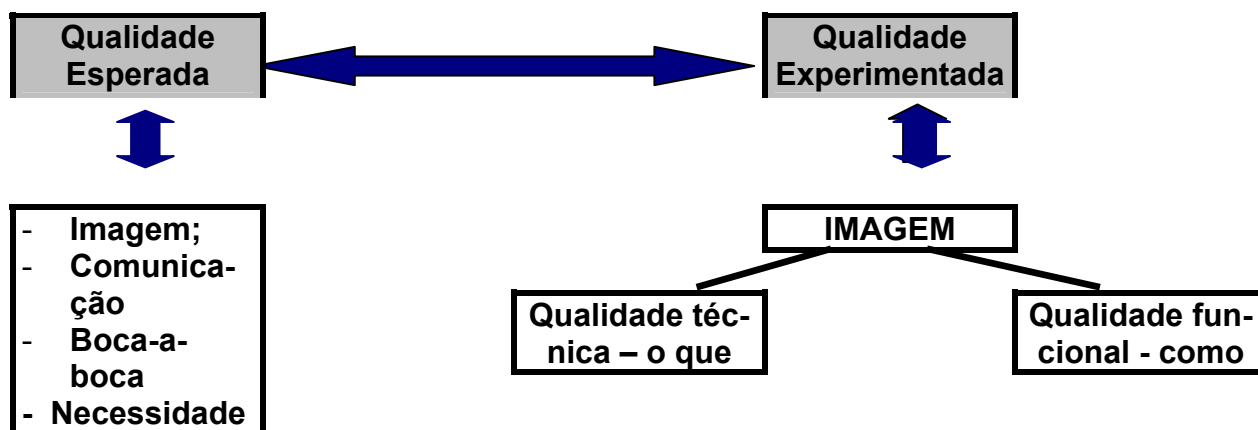 Qualidade
Esperada
Qualidade
Experimentada
- Imagem;
- Comunica-
ção
- Boca-a-
boca
- Necessidade
IMAGEM
Qualidade téc-
nica – o que
Qualidade fun-
cional - como